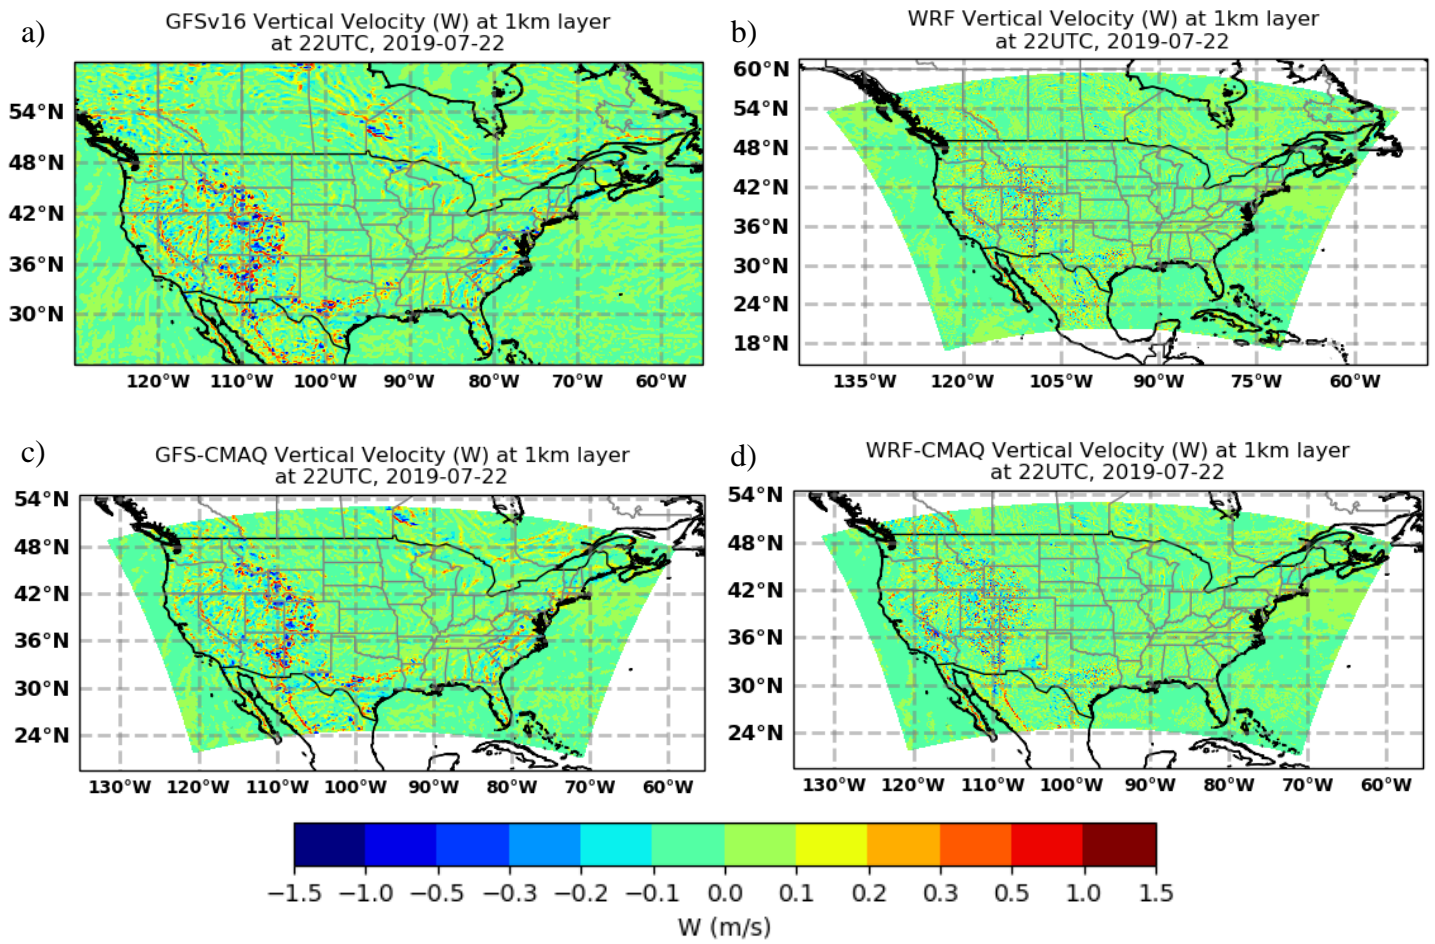 a)
GFSv16 Vertical Velocity (W) at 1km layer
at 22UTC, 2019-07-22
54°N
48°N
42°N
36°N
30°N
120°W 110°W 100°W 90°W 80°W 70°W 60°W
b)
WRF Vertical Velocity (W) at 1km layer
at 22UTC, 2019-07-22
60°N
54°N
48°N
42°N
36°N
30°N
24°N
18°N
135°W 120°W 105°W 90°W 75°W 60°W
c)
GFS-CMAQ Vertical Velocity (W) at 1km layer
at 22UTC, 2019-07-22
54°N
48°N
42°N
36°N
30°N
24°N
130°W 120°W 110°W 100°W 90°W 80°W 70°W 60°W
d)
WRF-CMAQ Vertical Velocity (W) at 1km layer
at 22UTC, 2019-07-22
54°N
48°N
42°N
36°N
30°N
24°N
130°W 120°W 110°W 100°W 90°W 80°W 70°W 60°W
−1.5 −1.0 −0.5 −0.3 −0.2 −0.1 0.0 0.1 0.2 0.3 0.5 1.0 1.5
W (m/s)